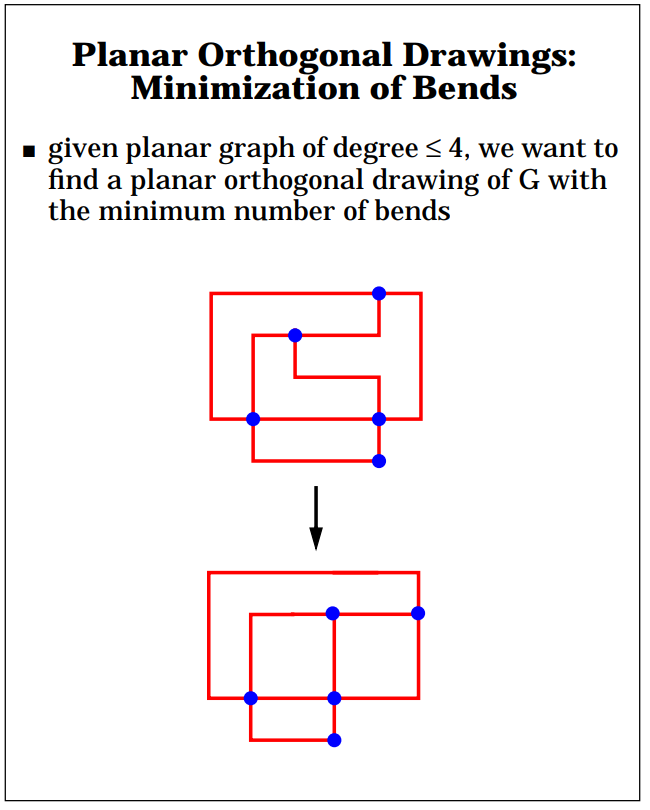 Planar Orthogonal Drawings:
Minimization of Bends
■ given planar graph of degree ≤ 4, we want to
find a planar orthogonal drawing of G with
the minimum number of bends